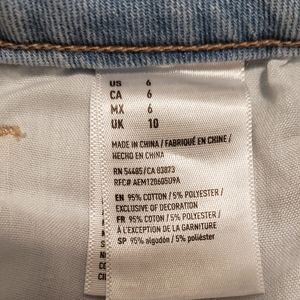 US 6
CA 6
MX 6
UK 10
MADE IN CHINA / FABRIQUÉ EN CHINE /
HECHO EN CHINA
RN 54485/CA 83873
RFC# AEM120605U9A
EN 95% COTTON / 5% POLYESTER /
EXCLUSIVE OF DECORATION
FR 95% COTON / 5% POLYESTER /
À L'EXCEPTION DE LA GARNITURE
SP 95% algodón / 5% poliéster